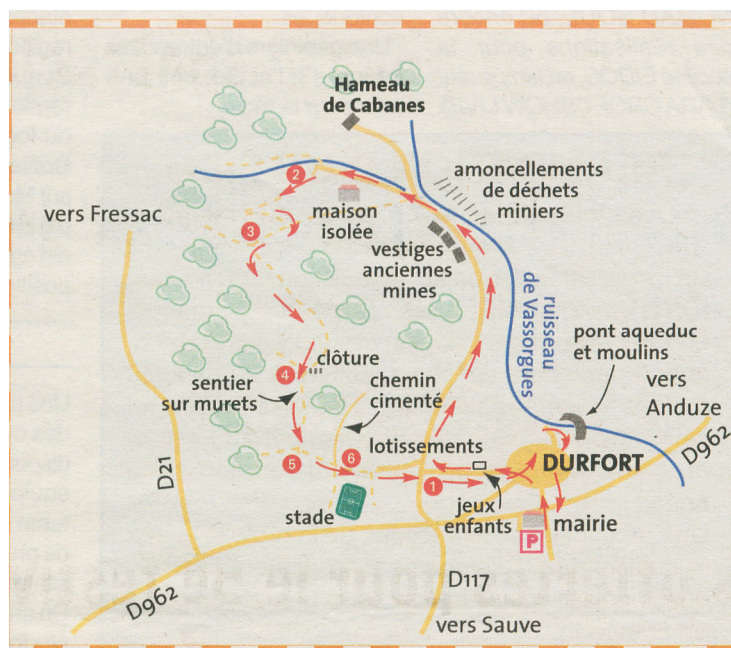 Hameau
de Cabanes
amoncellements
de déchets
miniers
2
vers Fressac
maison
isolée
3
vestiges
anciennes
mines
ruisseau
de Vassorgues
pont aqueduc
et moulins
clôture
4
sentier
sur murets
chemin
cimenté
vers
Anduze
lotissements
D962
DURFORT
6
5
1
D21
jeux
enfants
stade
mairie
P
D117
D962
vers Sauve